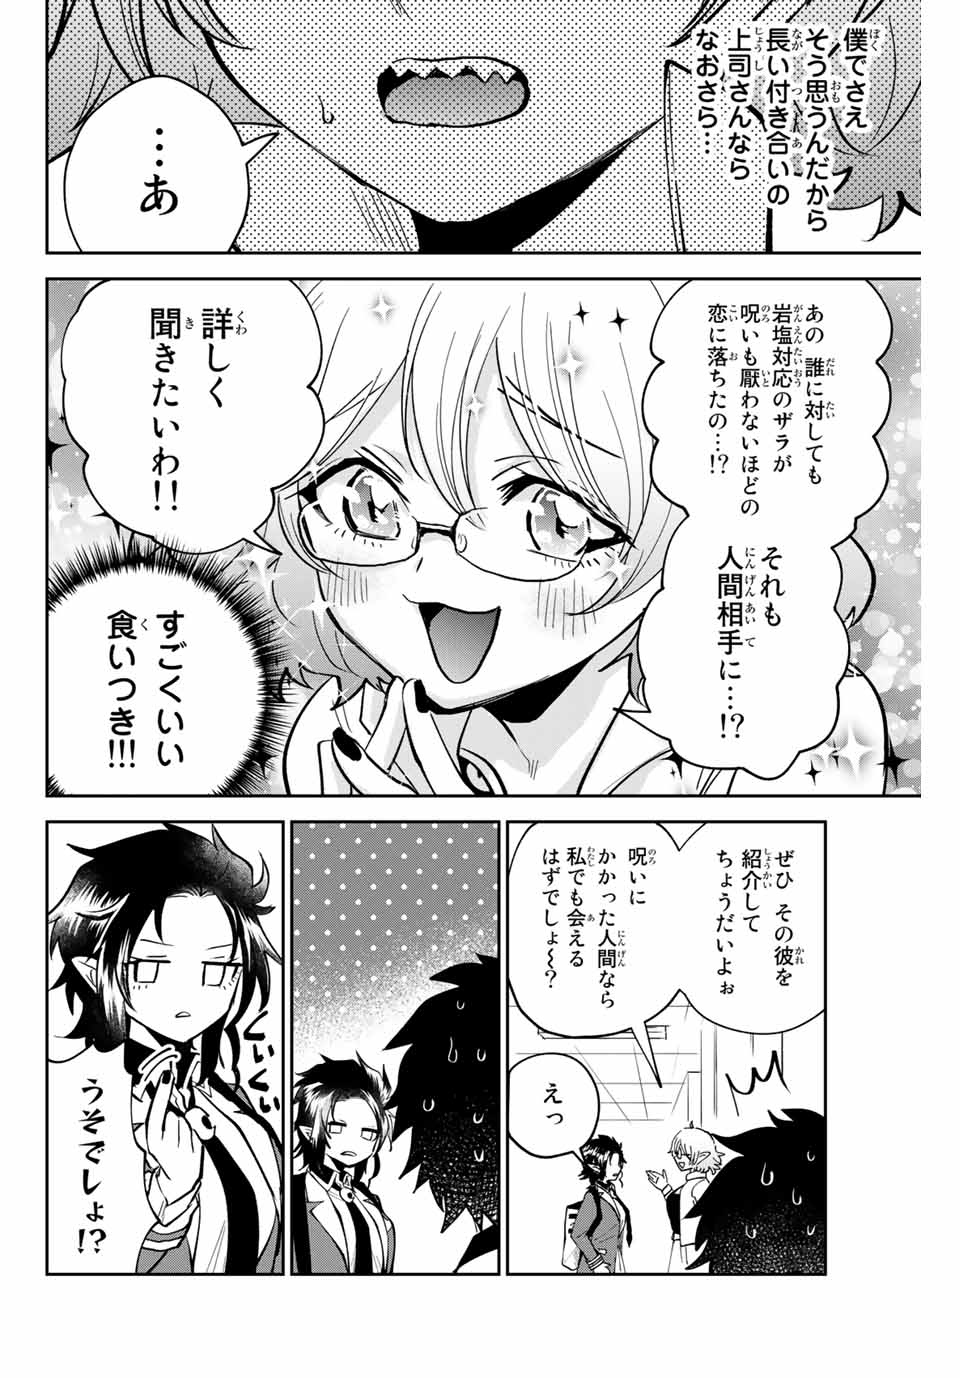 僕でさえ
そう思うんだから
長い付き合いの
上司さんなら
なおさら…
…あ
あの 誰に対しても
岩塩対応のザラが
呪いも厭わないほどの
恋に落ちたの…!?
それも
人間相手に…!?
詳しく
聞きたいわ!!
すごくいい
食いつき!!!
ぜひ その彼を
紹介して
ちょうだいよぉ
呪いに
かかった人間なら
私でも会える
はずでしょ～?
えっ
くいくい
うそでしょ!?